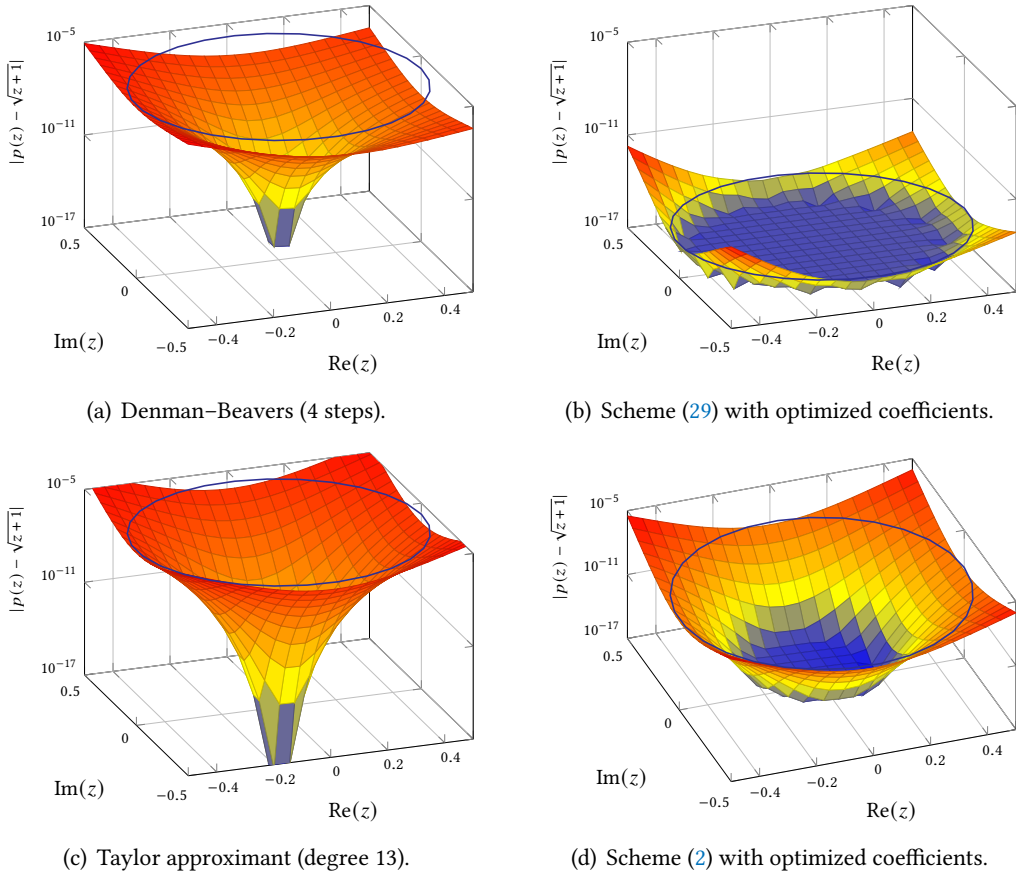 10⁻⁵
10⁻¹¹
10⁻¹⁷
|p(z) − √z+1|
0.5
0
−0.5
Im(z)
−0.4
−0.2
0
0.2
0.4
Re(z)
(a) Denman–Beavers (4 steps).
10⁻⁵
10⁻¹¹
10⁻¹⁷
|p(z) − √z+1|
0.5
0
−0.5
Im(z)
−0.4
−0.2
0
0.2
0.4
Re(z)
(b) Scheme (29) with optimized coefficients.
10⁻⁵
10⁻¹¹
10⁻¹⁷
|p(z) − √z+1|
0.5
0
−0.5
Im(z)
−0.4
−0.2
0
0.2
0.4
Re(z)
(c) Taylor approximant (degree 13).
10⁻⁵
10⁻¹¹
10⁻¹⁷
|p(z) − √z+1|
0.5
0
−0.5
Im(z)
−0.4
−0.2
0
0.2
0.4
Re(z)
(d) Scheme (2) with optimized coefficients.